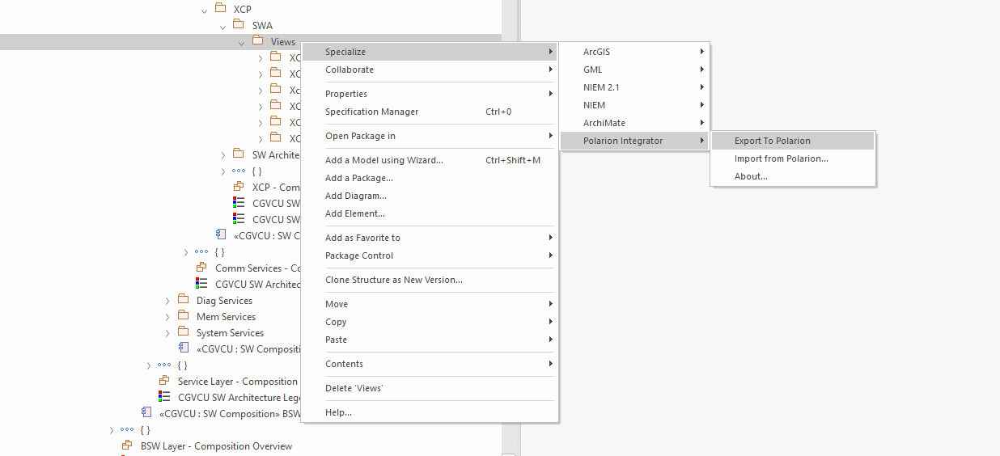 XCP
SWA
Views
XC
XC
Xc
XC
XC
XC
SW Archite
{ }
XCP - Com
CGVCU SW
CGVCU SW
«CGVCU : SW C
{ }
Comm Services - Co
CGVCU SW Architec
Diag Services
Mem Services
System Services
«CGVCU : SW Compositi
{ }
Service Layer - Composition
CGVCU SW Architecture Lege
«CGVCU : SW Composition» BSW
{ }
BSW Layer - Composition Overview
Specialize
Collaborate
Properties
Specification Manager Ctrl+0
Open Package in
Add a Model using Wizard... Ctrl+Shift+M
Add a Package...
Add Diagram...
Add Element...
Add as Favorite to
Package Control
Clone Structure as New Version...
Move
Copy
Paste
Contents
Delete 'Views'
Help...
ArcGIS
GML
NIEM 2.1
NIEM
ArchiMate
Polarion Integrator
Export To Polarion
Import from Polarion...
About...